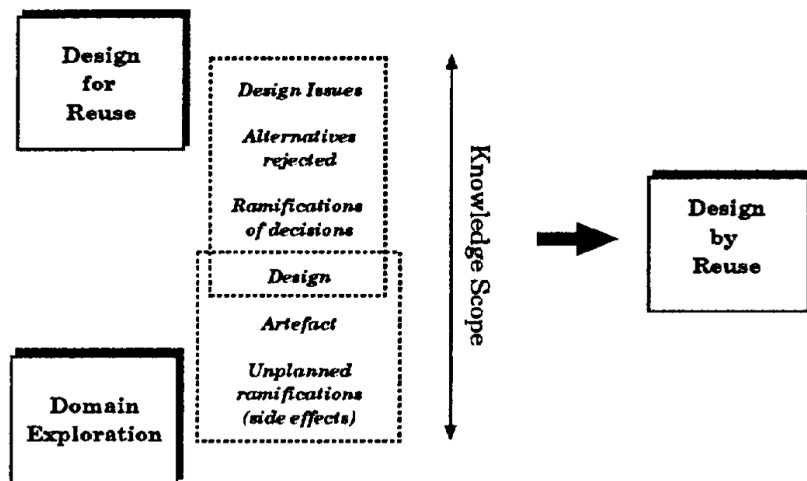 Design
for
Reuse
Design Issues
Alternatives
rejected
Ramifications
of decisions
Design
Artefact
Unplanned
ramifications
(side effects)
Domain
Exploration
Knowledge Scope
Design
by
Reuse